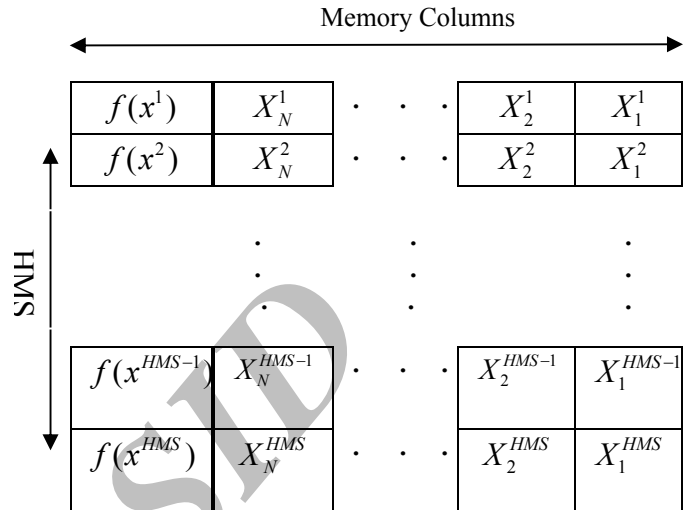 Memory Columns
f(x^1) X_N^1 · · · X_2^1 X_1^1
f(x^2) X_N^2 · · · X_2^2 X_1^2
HMS
f(x^{HMS-1}) X_N^{HMS-1} · · · X_2^{HMS-1} X_1^{HMS-1}
f(x^{HMS}) X_N^{HMS} · · · X_2^{HMS} X_1^{HMS}
SID